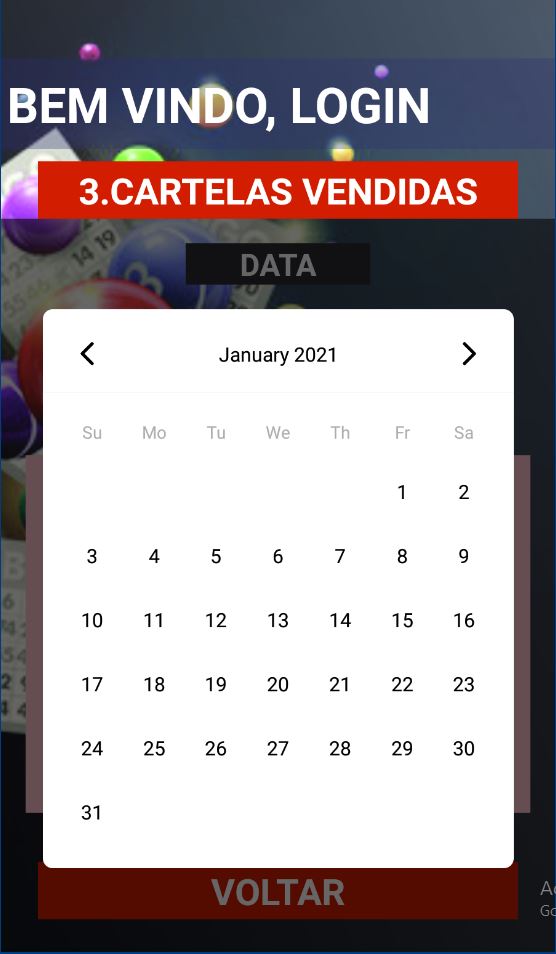 BEM VINDO, LOGIN
3.CARTELAS VENDIDAS
DATA
January 2021
Su Mo Tu We Th Fr Sa
1 2
3 4 5 6 7 8 9
10 11 12 13 14 15 16
17 18 19 20 21 22 23
24 25 26 27 28 29 30
31
VOLTAR